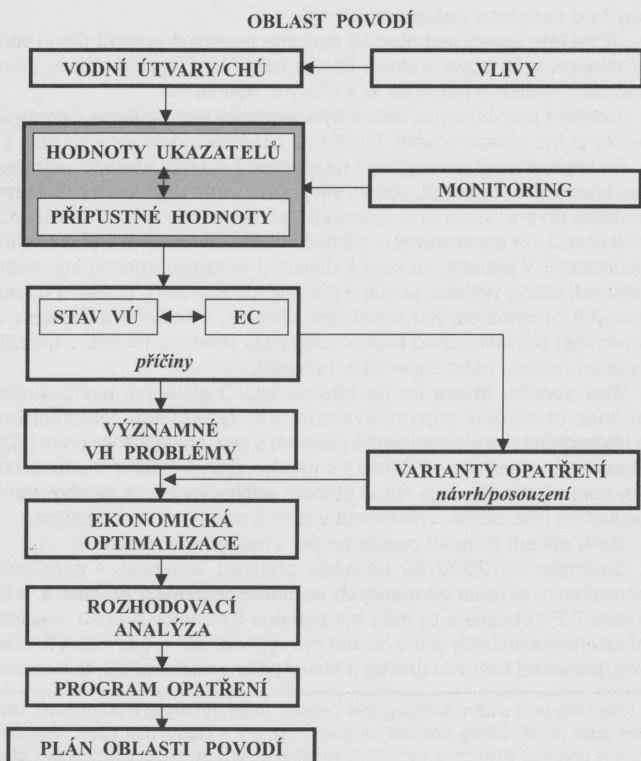 OBLAST POVODÍ
VODNÍ ÚTVARY/CHÚ
VLIVY
HODNOTY UKAZATELŮ
MONITORING
PŘÍPUSTNÉ HODNOTY
STAV VÚ
EC
příčiny
VÝZNAMNÉ
VH PROBLÉMY
VARIANTY OPATŘENÍ
návrh/posouzení
EKONOMICKÁ
OPTIMALIZACE
ROZHODOVACÍ
ANALÝZA
PROGRAM OPATŘENÍ
PLÁN OBLASTI POVODÍ